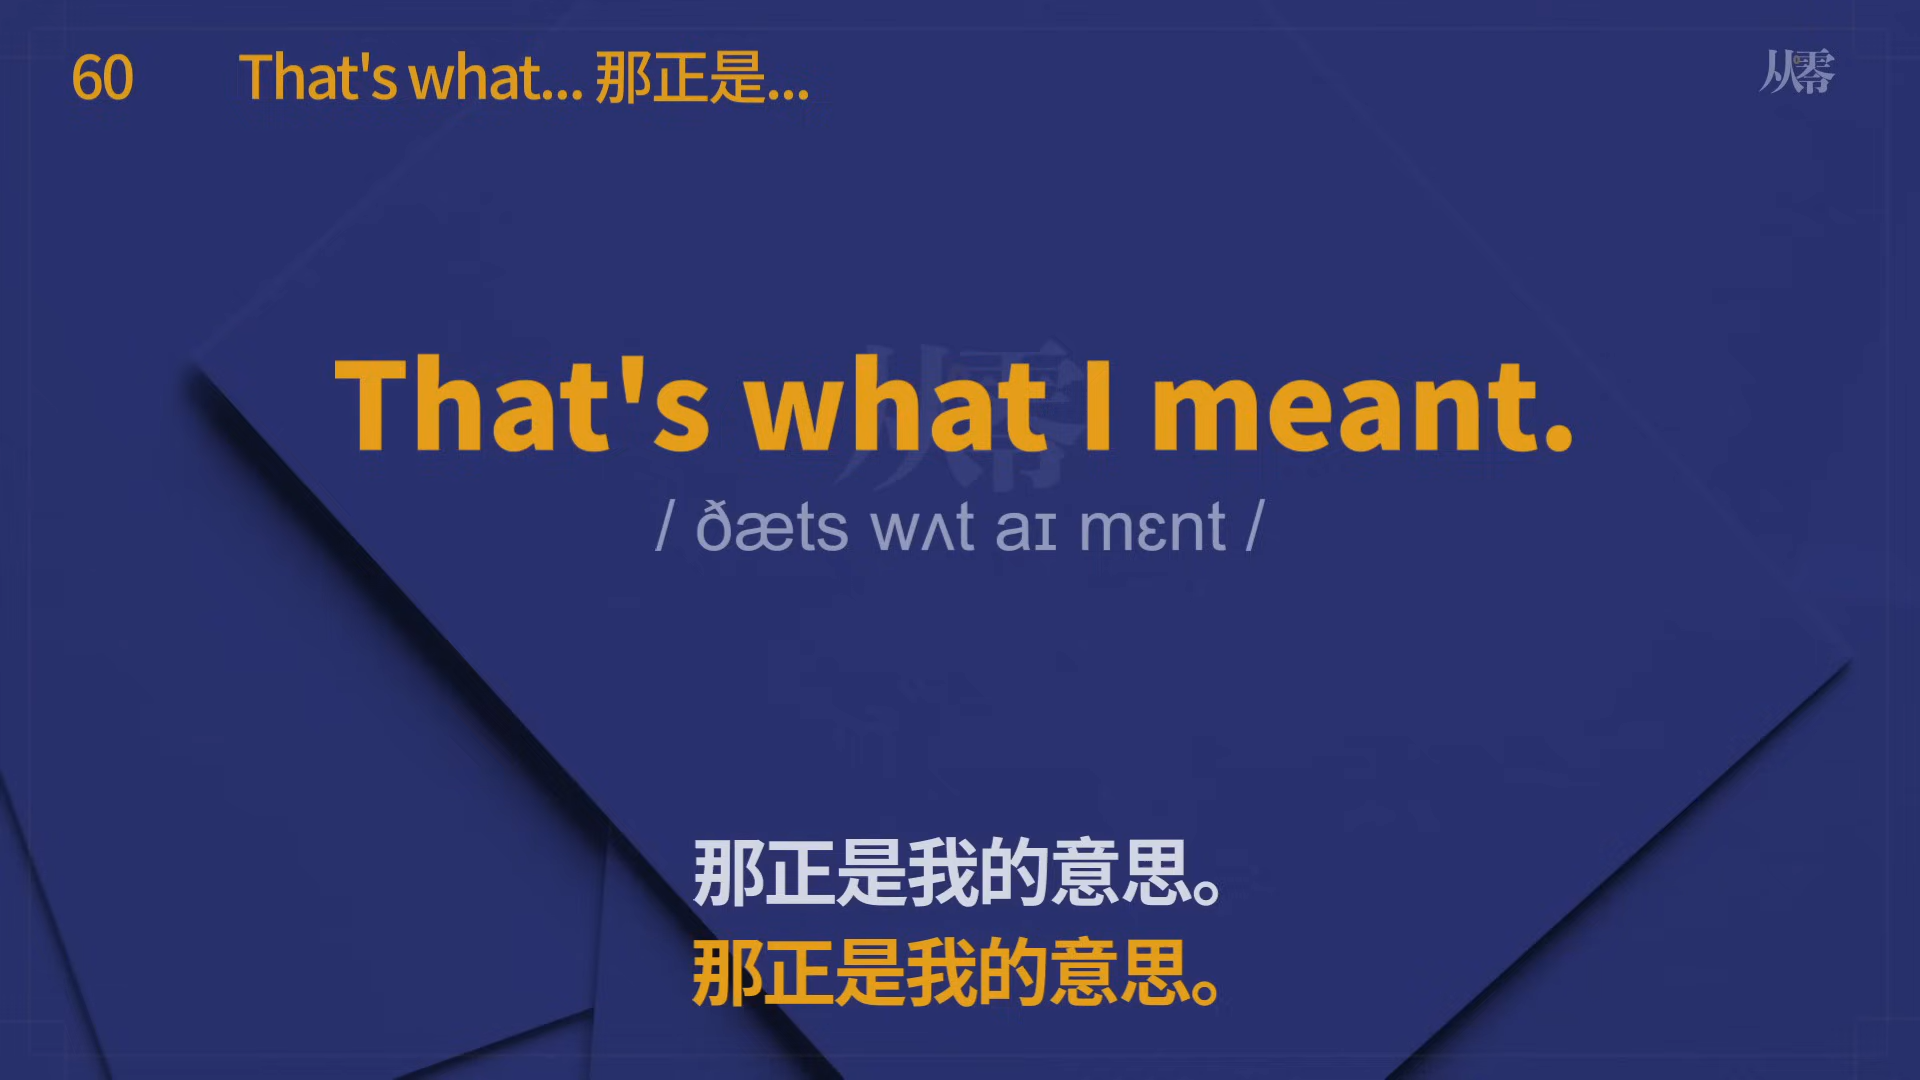 60 That's what... 那正是...
从零
That's what I meant.
/ ðæts wʌt aɪ mɛnt /
那正是我的意思。
那正是我的意思。